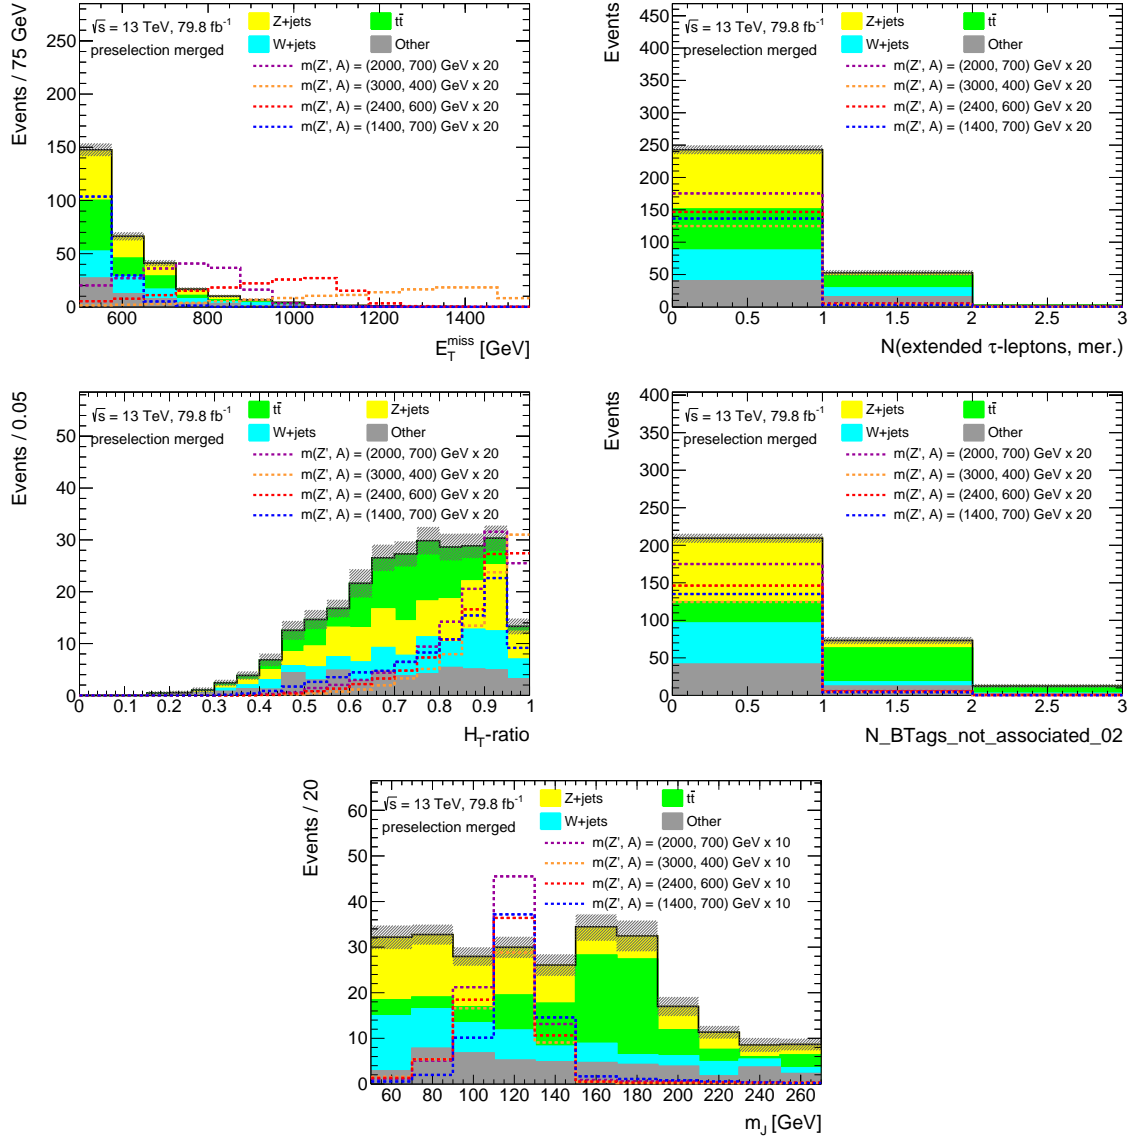 Events / 75 GeV
√s = 13 TeV, 79.8 fb⁻¹
preselection merged
Z+jets
tt̄
W+jets
Other
m(Z', A) = (2000, 700) GeV x 20
m(Z', A) = (3000, 400) GeV x 20
m(Z', A) = (2400, 600) GeV x 20
m(Z', A) = (1400, 700) GeV x 20
250
200
150
100
50
0
600 800 1000 1200 1400
E_T^miss [GeV]
Events
√s = 13 TeV, 79.8 fb⁻¹
preselection merged
Z+jets
tt̄
W+jets
Other
m(Z', A) = (2000, 700) GeV x 20
m(Z', A) = (3000, 400) GeV x 20
m(Z', A) = (2400, 600) GeV x 20
m(Z', A) = (1400, 700) GeV x 20
450
400
350
300
250
200
150
100
50
0
0 0.5 1 1.5 2 2.5 3
N(extended τ-leptons, mer.)
Events / 0.05
√s = 13 TeV, 79.8 fb⁻¹
preselection merged
tt̄
Z+jets
W+jets
Other
m(Z', A) = (2000, 700) GeV x 20
m(Z', A) = (3000, 400) GeV x 20
m(Z', A) = (2400, 600) GeV x 20
m(Z', A) = (1400, 700) GeV x 20
50
40
30
20
10
0
0 0.1 0.2 0.3 0.4 0.5 0.6 0.7 0.8 0.9 1
H_T-ratio
Events
√s = 13 TeV, 79.8 fb⁻¹
preselection merged
Z+jets
tt̄
W+jets
Other
m(Z', A) = (2000, 700) GeV x 20
m(Z', A) = (3000, 400) GeV x 20
m(Z', A) = (2400, 600) GeV x 20
m(Z', A) = (1400, 700) GeV x 20
400
350
300
250
200
150
100
50
0
0 0.5 1 1.5 2 2.5 3
N_BTags_not_associated_02
Events / 20
√s = 13 TeV, 79.8 fb⁻¹
preselection merged
Z+jets
tt̄
W+jets
Other
m(Z', A) = (2000, 700) GeV x 10
m(Z', A) = (3000, 400) GeV x 10
m(Z', A) = (2400, 600) GeV x 10
m(Z', A) = (1400, 700) GeV x 10
60
50
40
30
20
10
0
60 80 100 120 140 160 180 200 220 240 260
m_J [GeV]